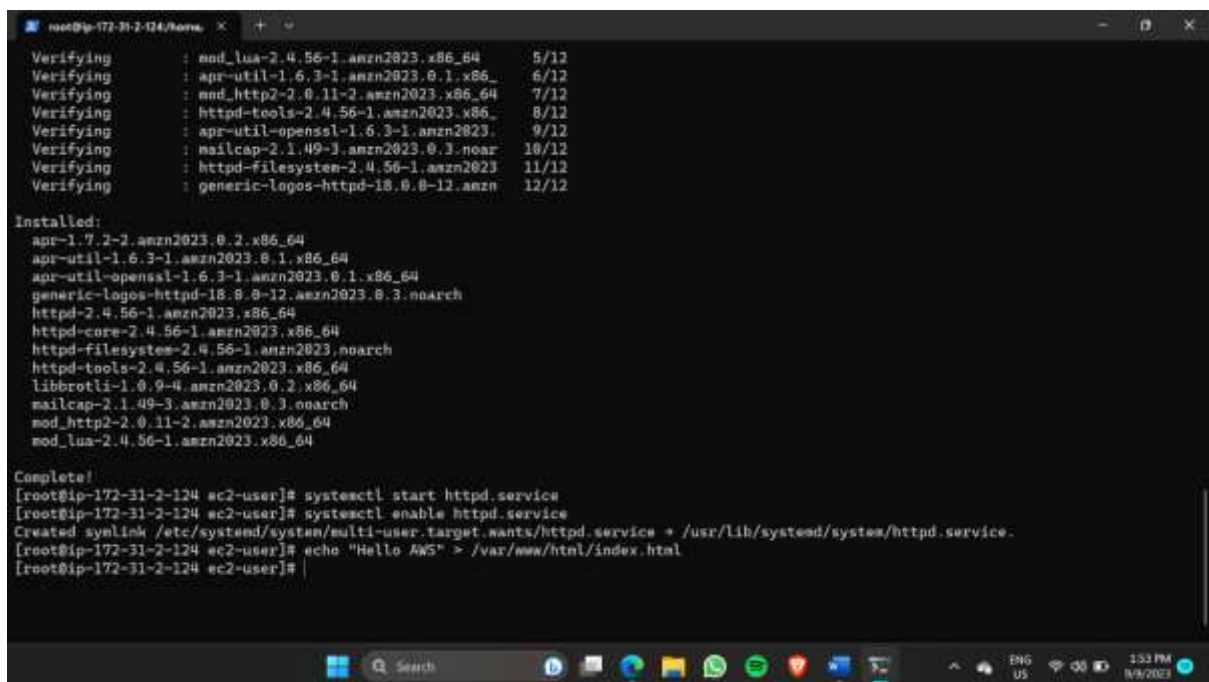 root@ip-172-31-2-124:/home.
Verifying : mod_lua-2.4.56-1.amzn2023.x86_64 5/12
Verifying : apr-util-1.6.3-1.amzn2023.0.1.x86_ 6/12
Verifying : mod_http2-2.0.11-2.amzn2023.x86_64 7/12
Verifying : httpd-tools-2.4.56-1.amzn2023.x86_ 8/12
Verifying : apr-util-openssl-1.6.3-1.amzn2023. 9/12
Verifying : mailcap-2.1.49-3.amzn2023.0.3.noar 10/12
Verifying : httpd-filesystem-2.4.56-1.amzn2023 11/12
Verifying : generic-logos-httpd-18.0.0-12.amzn 12/12
Installed:
apr-1.7.2-2.amzn2023.0.2.x86_64
apr-util-1.6.3-1.amzn2023.0.1.x86_64
apr-util-openssl-1.6.3-1.amzn2023.0.1.x86_64
generic-logos-httpd-18.0.0-12.amzn2023.0.3.noarch
httpd-2.4.56-1.amzn2023.x86_64
httpd-core-2.4.56-1.amzn2023.x86_64
httpd-filesystem-2.4.56-1.amzn2023.noarch
httpd-tools-2.4.56-1.amzn2023.x86_64
libbrotli-1.0.9-4.amzn2023.0.2.x86_64
mailcap-2.1.49-3.amzn2023.0.3.noarch
mod_http2-2.0.11-2.amzn2023.x86_64
mod_lua-2.4.56-1.amzn2023.x86_64
Complete!
[root@ip-172-31-2-124 ec2-user]# systemctl start httpd.service
[root@ip-172-31-2-124 ec2-user]# systemctl enable httpd.service
Created symlink /etc/systemd/system/multi-user.target.wants/httpd.service → /usr/lib/systemd/system/httpd.service.
[root@ip-172-31-2-124 ec2-user]# echo "Hello AWS" > /var/www/html/index.html
[root@ip-172-31-2-124 ec2-user]#
Search
ENG
US
1:53 PM
9/9/2023